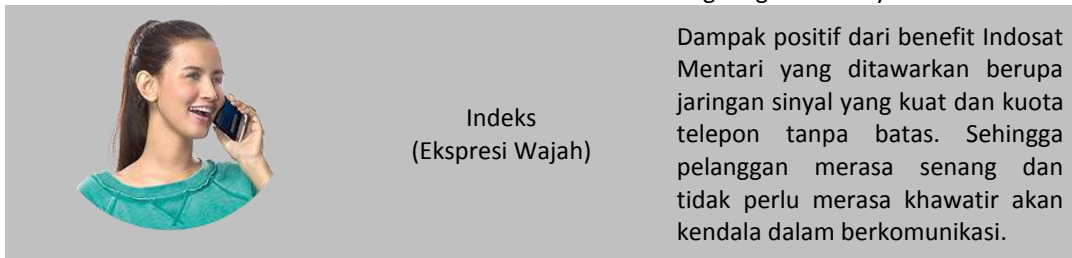 Indeks
(Ekspresi Wajah)
Dampak positif dari benefit Indosat
Mentari yang ditawarkan berupa
jaringan sinyal yang kuat dan kuota
telepon tanpa batas. Sehingga
pelanggan merasa senang dan
tidak perlu merasa khawatir akan
kendala dalam berkomunikasi.